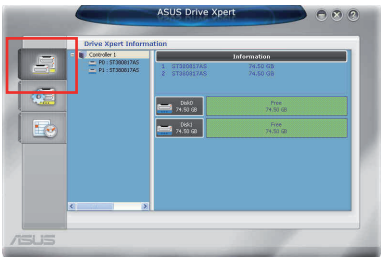 ASUS Drive Xpert
Drive Xpert Information
Controller 1
P0 : ST380817AS
P1 : ST380817AS
Information
1 ST380817AS 74.50 GB
2 ST380817AS 74.50 GB
Disk0
74.50 GB
Free
74.50 GB
Disk1
74.50 GB
Free
74.50 GB
ASUS